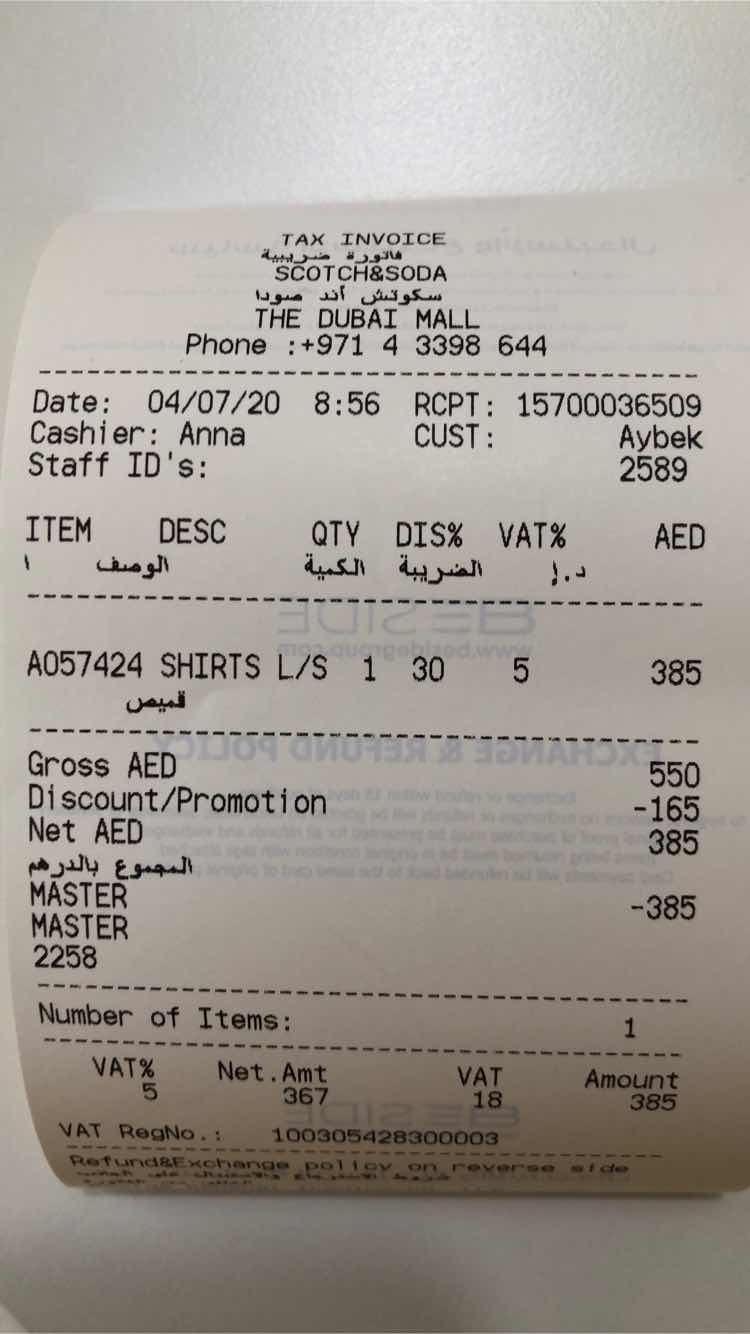 TAX INVOICE
فاتورة ضريبية
SCOTCH&SODA
سكوتش أند صودا
THE DUBAI MALL
Phone :+971 4 3398 644
Date: 04/07/20 8:56 RCPT: 15700036509
Cashier: Anna CUST: Aybek
Staff ID's: 2589
ITEM DESC QTY DIS% VAT% AED
ا الوصف الكمية الضريبة د.إ
A057424 SHIRTS L/S 1 30 5 385
قميص
Gross AED 550
Discount/Promotion -165
Net AED 385
المجموع بالدرهم
MASTER -385
MASTER
2258
Number of Items: 1
VAT% Net.Amt VAT Amount
5 367 18 385
VAT RegNo.: 100305428300003
Refund&Exchange policy on reverse side